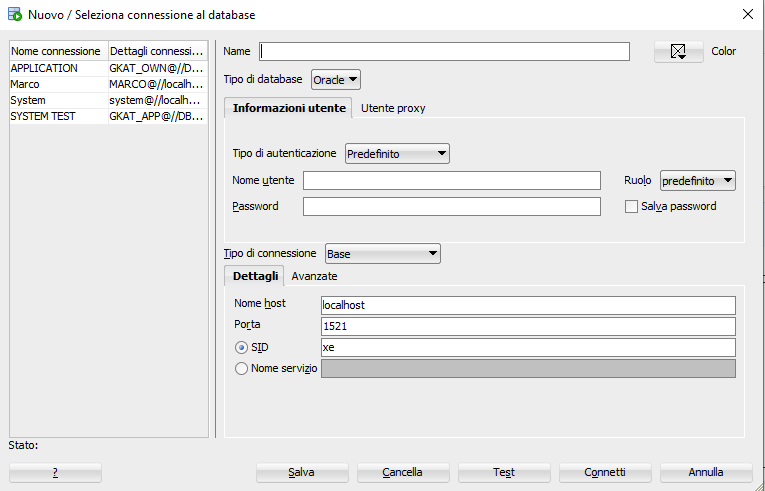 Nuovo / Seleziona connessione al database
Nome connessione Dettagli connessi...
APPLICATION GKAT_OWN@//D...
Marco MARCO@//localh...
System system@//localh...
SYSTEM TEST GKAT_APP@//DB...
Name Color
Tipo di database Oracle
Informazioni utente Utente proxy
Tipo di autenticazione Predefinito
Nome utente Ruolo predefinito
Password Salva password
Tipo di connessione Base
Dettagli Avanzate
Nome host localhost
Porta 1521
SID xe
Nome servizio
Stato:
? Salva Cancella Test Connetti Annulla